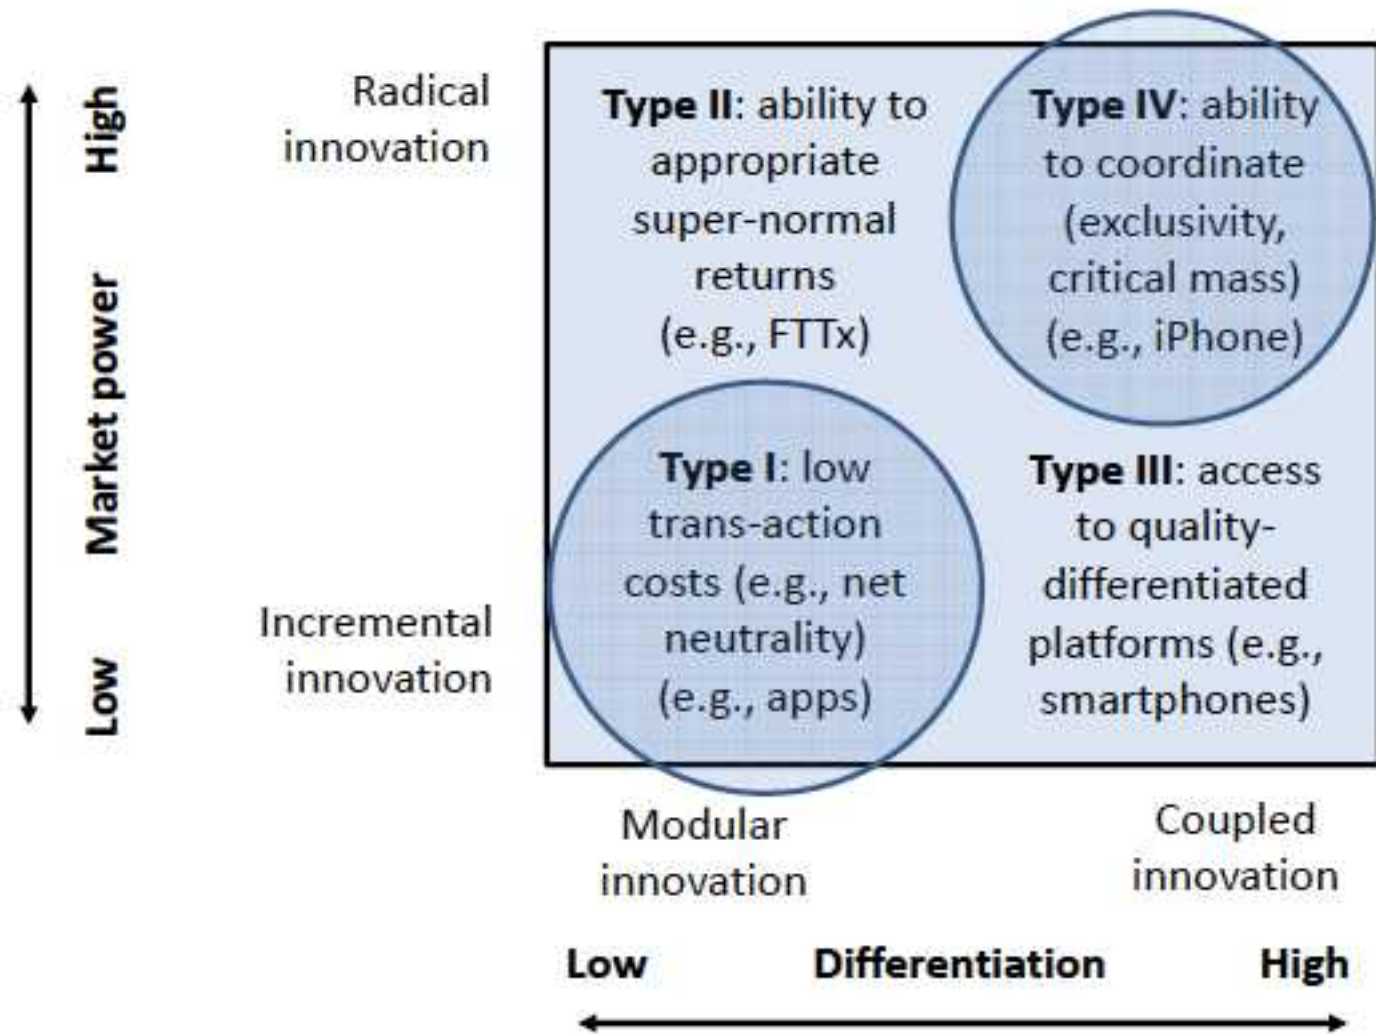 High
Market power
Low
Radical
innovation
Incremental
innovation
Type II: ability to
appropriate
super-normal
returns
(e.g., FTTx)
Type IV: ability
to coordinate
(exclusivity,
critical mass)
(e.g., iPhone)
Type I: low
trans-action
costs (e.g., net
neutrality)
(e.g., apps)
Type III: access
to quality-
differentiated
platforms (e.g.,
smartphones)
Modular
innovation
Coupled
innovation
Low Differentiation High